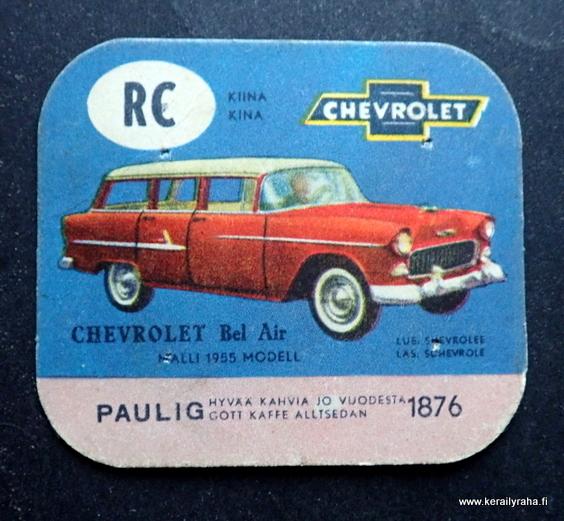 RC
KIINA
KINA
CHEVROLET
CHEVROLET Bel Air
MALLI 1955 MODELL
LUE. SHEVROLEE
LÄS. SCHEVROLE
PAULIG
HYVÄÄ KAHVIA JO VUODESTA
GOTT KAFFE ALLTSEDAN
1876
www.kerailyraha.fi